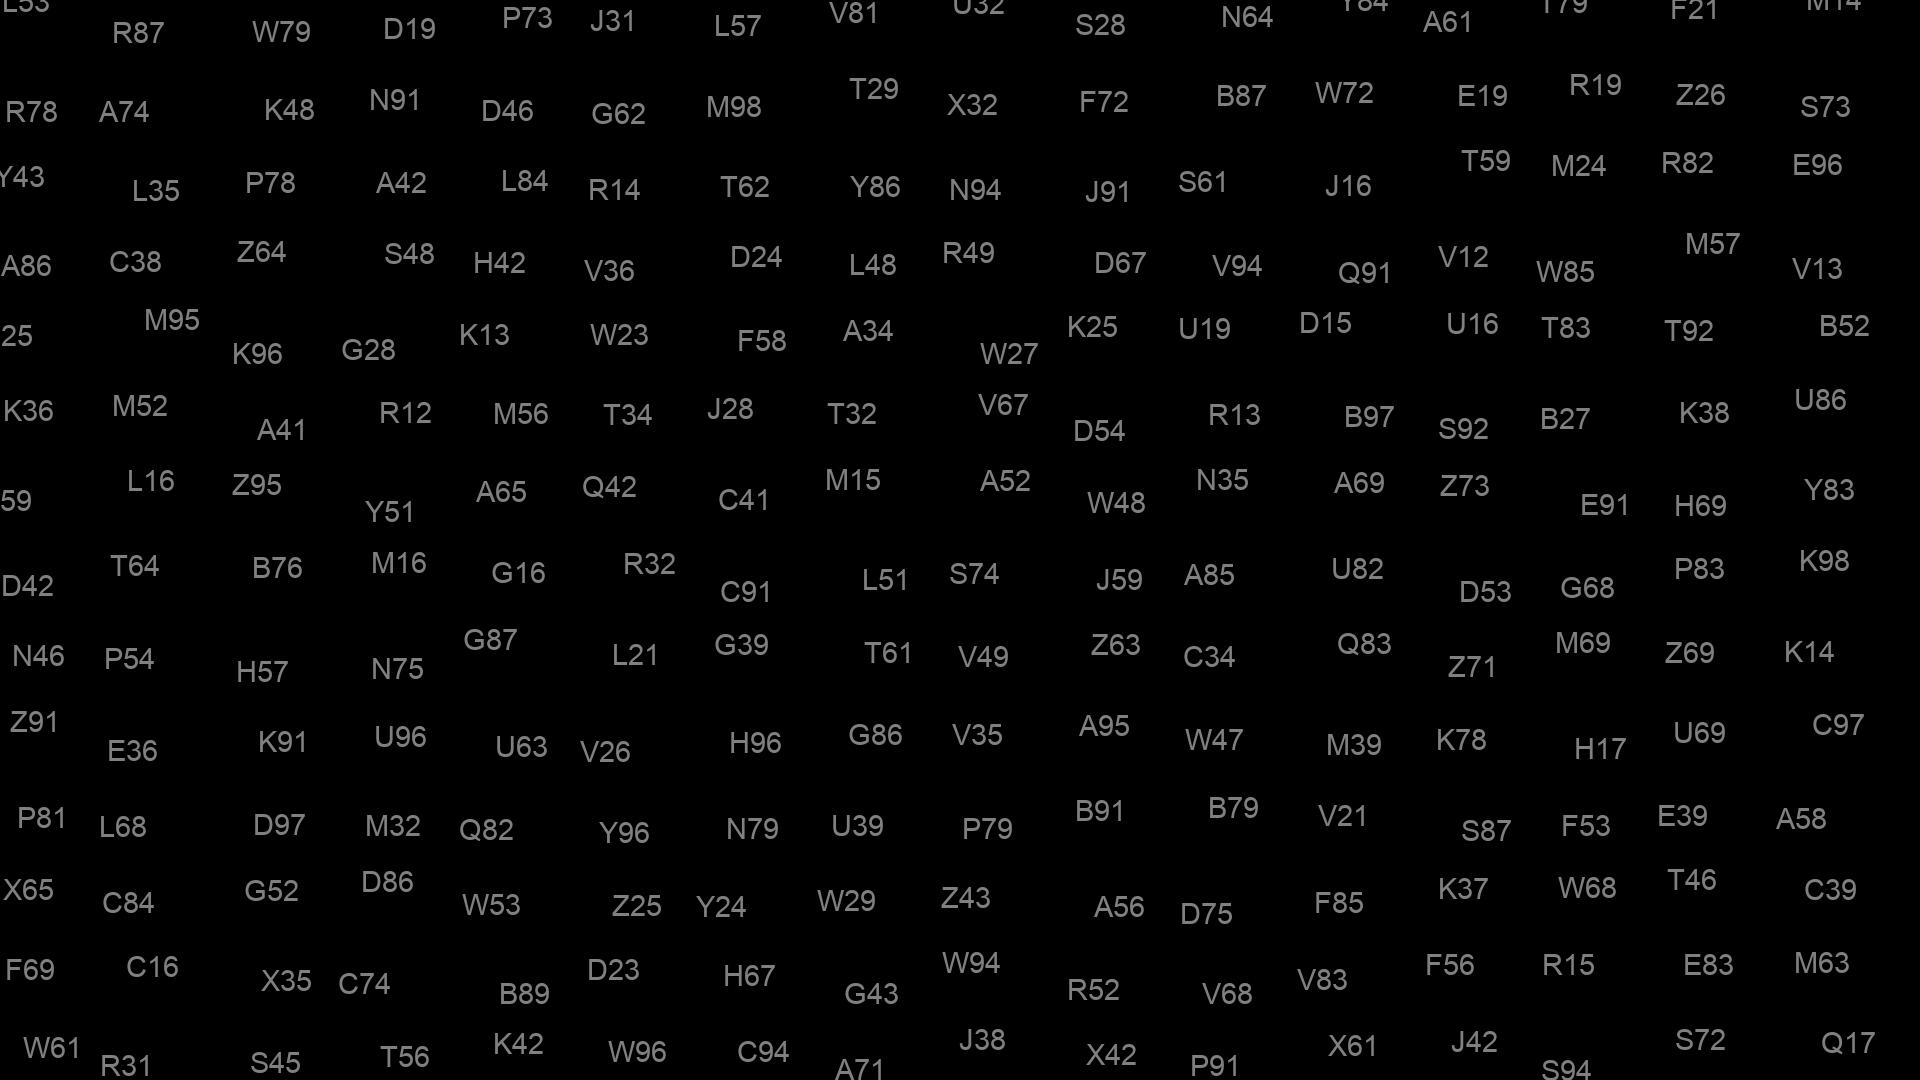 L53 R87 W79 D19 P73 J31 L57 V81 U32 S28 N64 Y84 A61 T79 F21 M14
R78 A74 K48 N91 D46 G62 M98 T29 X32 F72 B87 W72 E19 R19 Z26 S73
Y43 L35 P78 A42 L84 R14 T62 Y86 N94 J91 S61 J16 T59 M24 R82 E96
A86 C38 Z64 S48 H42 V36 D24 L48 R49 D67 V94 Q91 V12 W85 M57 V13
25 M95 K96 G28 K13 W23 F58 A34 W27 K25 U19 D15 U16 T83 T92 B52
K36 M52 A41 R12 M56 T34 J28 T32 V67 D54 R13 B97 S92 B27 K38 U86
59 L16 Z95 Y51 A65 Q42 C41 M15 A52 W48 N35 A69 Z73 E91 H69 Y83
D42 T64 B76 M16 G16 R32 C91 L51 S74 J59 A85 U82 D53 G68 P83 K98
N46 P54 H57 N75 G87 L21 G39 T61 V49 Z63 C34 Q83 Z71 M69 Z69 K14
Z91 E36 K91 U96 U63 V26 H96 G86 V35 A95 W47 M39 K78 H17 U69 C97
P81 L68 D97 M32 Q82 Y96 N79 U39 P79 B91 B79 V21 S87 F53 E39 A58
X65 C84 G52 D86 W53 Z25 Y24 W29 Z43 A56 D75 F85 K37 W68 T46 C39
F69 C16 X35 C74 B89 D23 H67 G43 W94 R52 V68 V83 F56 R15 E83 M63
W61 R31 S45 T56 K42 W96 C94 A71 J38 X42 P91 X61 J42 S94 S72 Q17